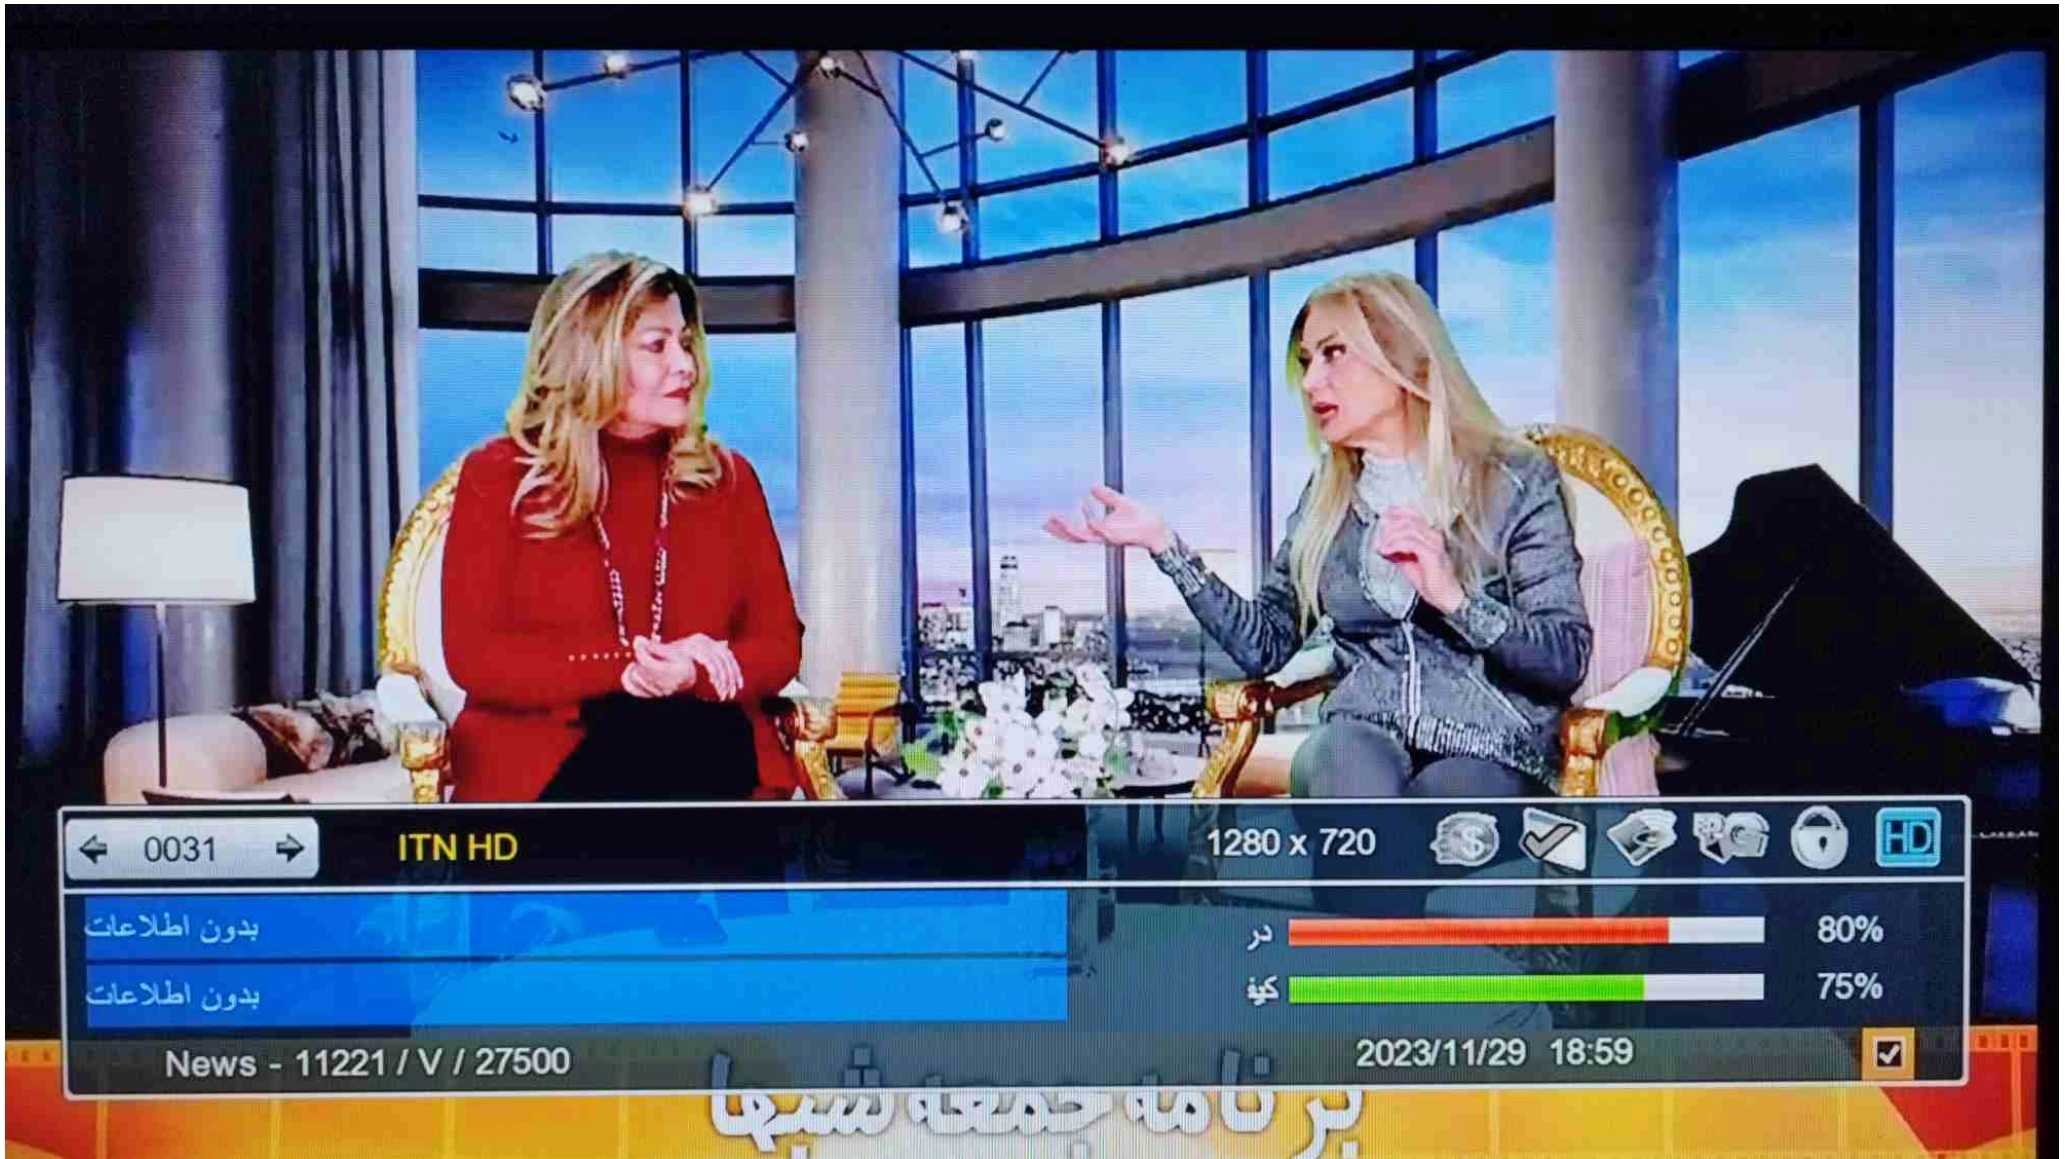 0031
ITN HD
1280 x 720
HD
بدون اطلاعات
در
80%
بدون اطلاعات
كيف
75%
News - 11221 / V / 27500
2023/11/29 18:59
برنامه جمعه شبها